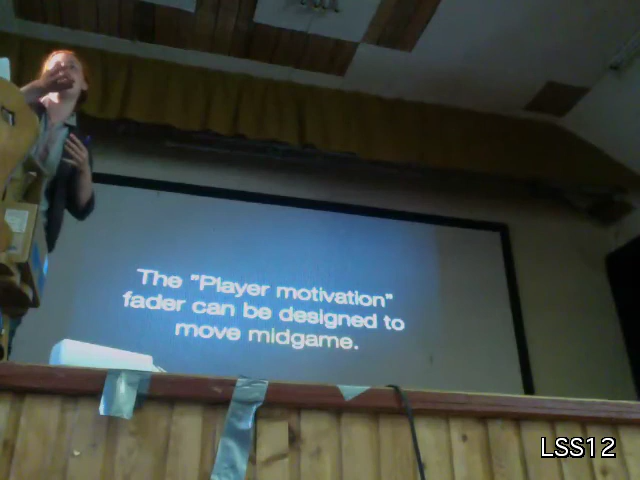 The "Player motivation"
fader can be designed to
move midgame.
LSS12